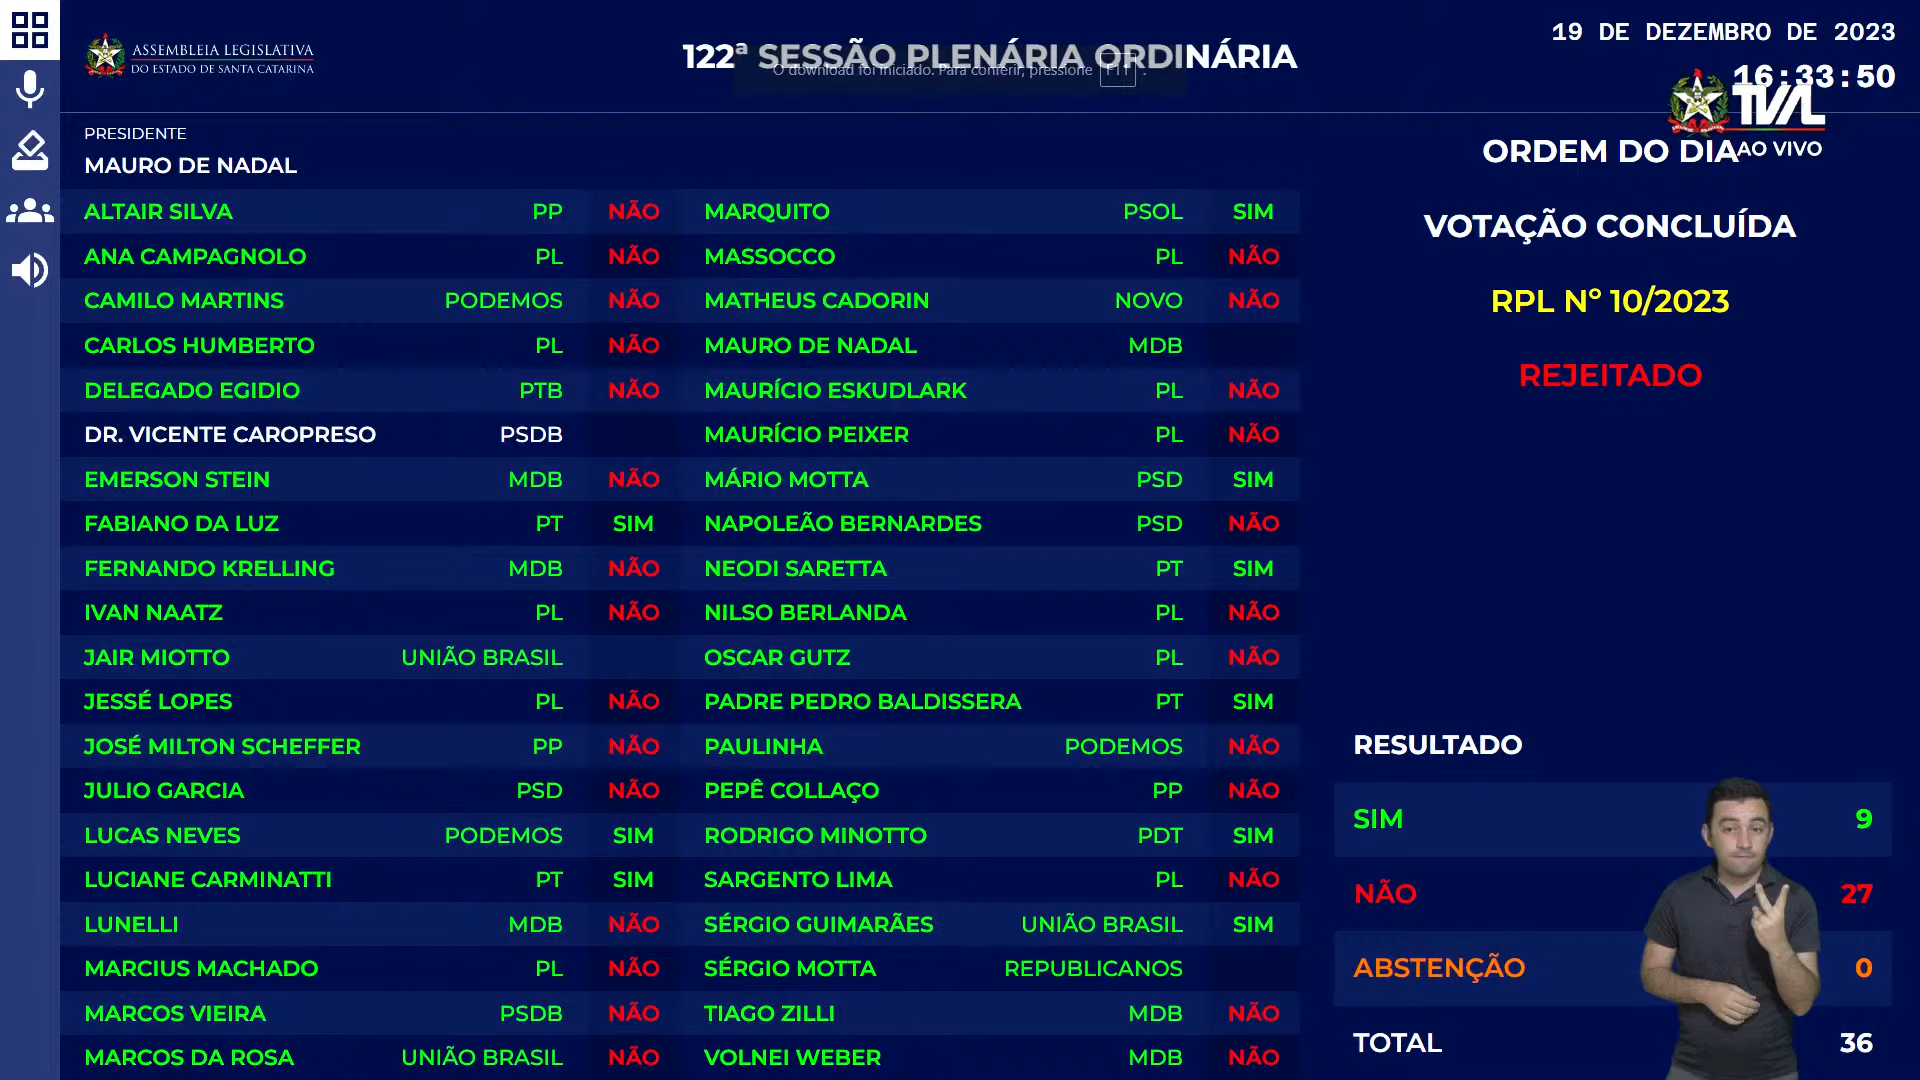 ASSEMBLEIA LEGISLATIVA
DO ESTADO DE SANTA CATARINA
122ª SESSÃO PLENÁRIA ORDINÁRIA
O download foi iniciado. Para conferir, pressione F11 .
19 DE DEZEMBRO DE 2023
16:33:50
TVAL
AO VIVO
PRESIDENTE
MAURO DE NADAL
ALTAIR SILVA PP NÃO
ANA CAMPAGNOLO PL NÃO
CAMILO MARTINS PODEMOS NÃO
CARLOS HUMBERTO PL NÃO
DELEGADO EGIDIO PTB NÃO
DR. VICENTE CAROPRESO PSDB
EMERSON STEIN MDB NÃO
FABIANO DA LUZ PT SIM
FERNANDO KRELLING MDB NÃO
IVAN NAATZ PL NÃO
JAIR MIOTTO UNIÃO BRASIL
JESSÉ LOPES PL NÃO
JOSÉ MILTON SCHEFFER PP NÃO
JULIO GARCIA PSD NÃO
LUCAS NEVES PODEMOS SIM
LUCIANE CARMINATTI PT SIM
LUNELLI MDB NÃO
MARCIUS MACHADO PL NÃO
MARCOS VIEIRA PSDB NÃO
MARCOS DA ROSA UNIÃO BRASIL NÃO
MARQUITO PSOL SIM
MASSOCCO PL NÃO
MATHEUS CADORIN NOVO NÃO
MAURO DE NADAL MDB
MAURÍCIO ESKUDLARK PL NÃO
MAURÍCIO PEIXER PL NÃO
MÁRIO MOTTA PSD SIM
NAPOLEÃO BERNARDES PSD NÃO
NEODI SARETTA PT SIM
NILSO BERLANDA PL NÃO
OSCAR GUTZ PL NÃO
PADRE PEDRO BALDISSERA PT SIM
PAULINHA PODEMOS NÃO
PEPÊ COLLAÇO PP NÃO
RODRIGO MINOTTO PDT SIM
SARGENTO LIMA PL NÃO
SÉRGIO GUIMARÃES UNIÃO BRASIL SIM
SÉRGIO MOTTA REPUBLICANOS
TIAGO ZILLI MDB NÃO
VOLNEI WEBER MDB NÃO
ORDEM DO DIA
VOTAÇÃO CONCLUÍDA
RPL Nº 10/2023
REJEITADO
RESULTADO
SIM 9
NÃO 27
ABSTENÇÃO 0
TOTAL 36